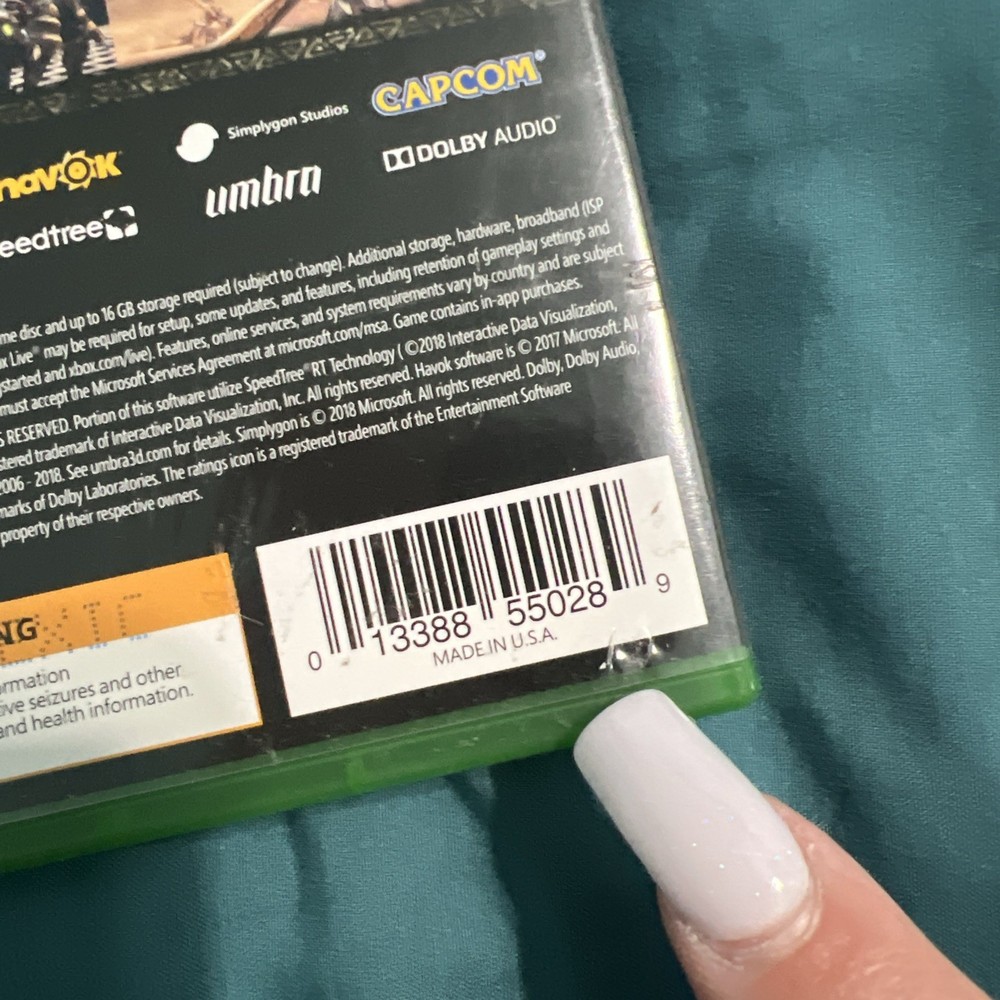 CAPCOM
Simplygon Studios
havok
DOLBY AUDIO™
umbra
eedtree
me disc and up to 16 GB storage required (subject to change). Additional storage, hardware, broadband (ISP
x Live® may be required for setup, some updates, and features, including retention of gameplay settings and
started and xbox.com/live). Features, online services, and system requirements vary by country and are subject
must accept the Microsoft Services Agreement at microsoft.com/msa. Game contains in-app purchases.
S RESERVED. Portion of this software utilize SpeedTree® RT Technology ( ©2018 Interactive Data Visualization,
stered trademark of Interactive Data Visualization, Inc. All rights reserved. Havok software is © 2017 Microsoft. All
2006 - 2018. See umbra3d.com for details. Simplygon is © 2018 Microsoft. All rights reserved. Dolby, Dolby Audio,
marks of Dolby Laboratories. The ratings icon is a registered trademark of the Entertainment Software
property of their respective owners.
NG
ormation
ive seizures and other
and health information.
0 13388 55028 9
MADE IN U.S.A.